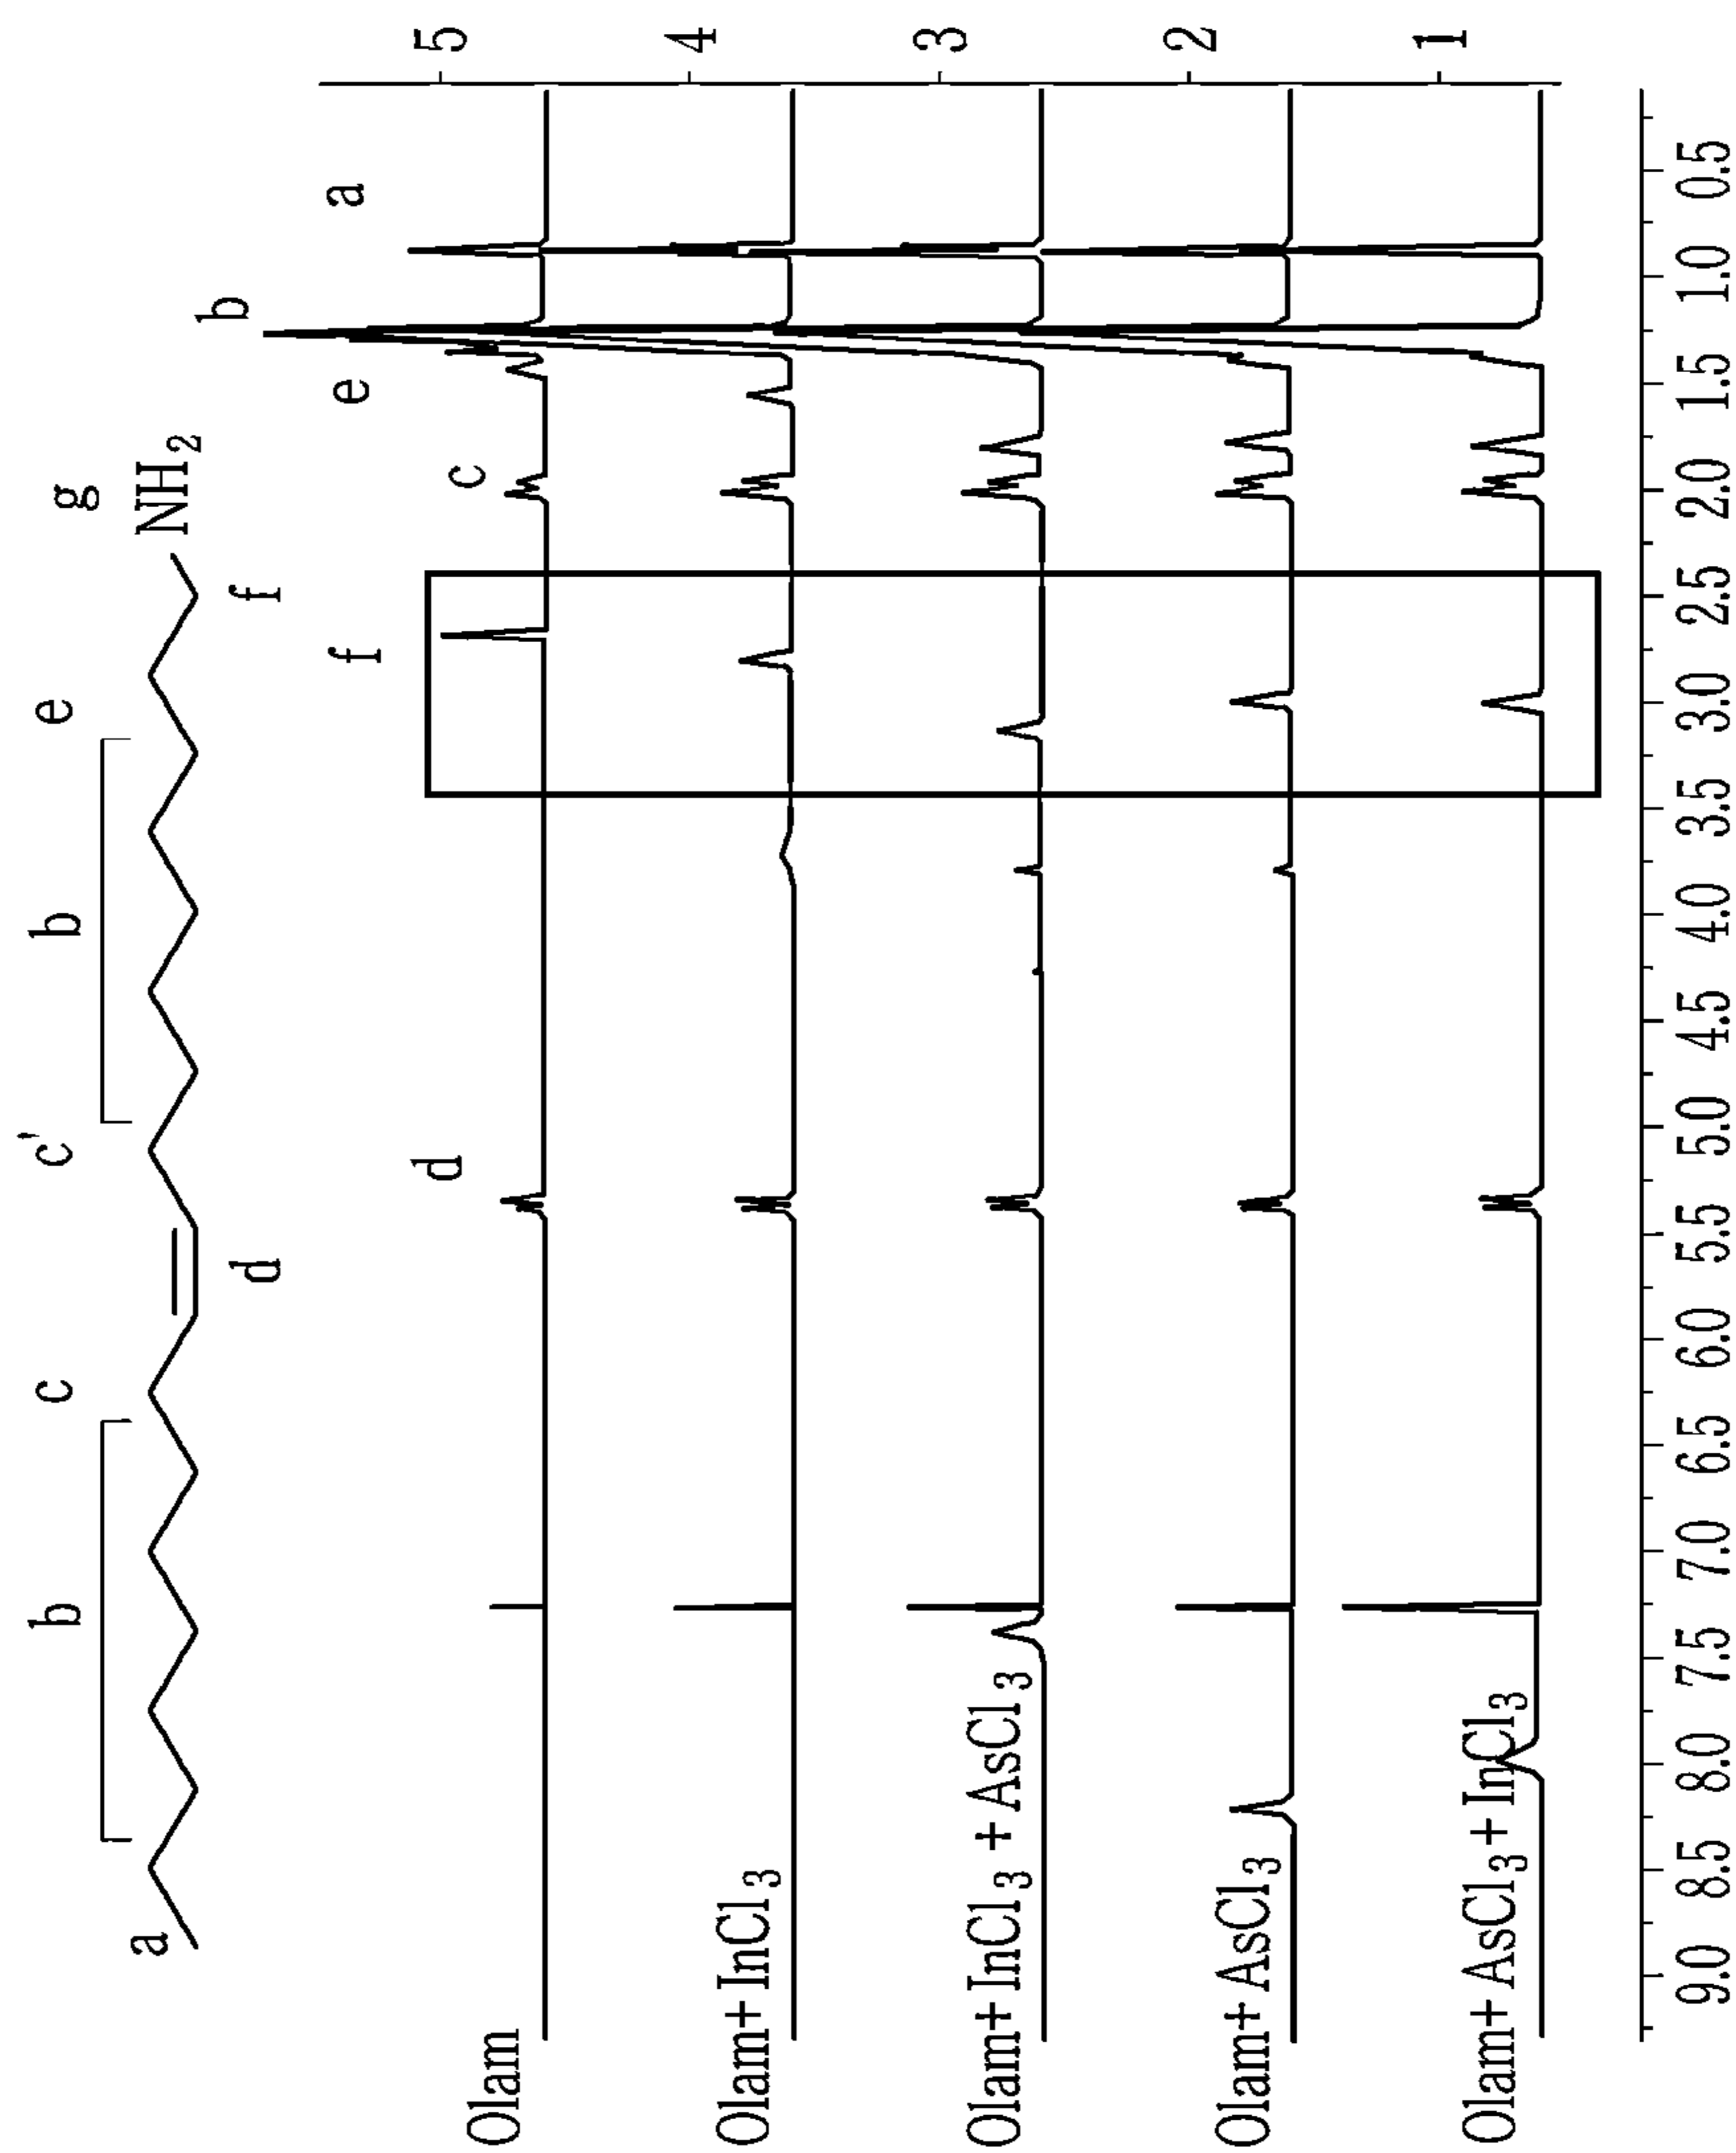 a b c d c' b e f g
NH2
Olam d c e b a 5
f
Olam+ InCl3 4
Olam+ InCl3 + AsCl3 3
Olam+ AsCl3 2
Olam+ AsCl3 + InCl3 1
9.0 8.5 8.0 7.5 7.0 6.5 6.0 5.5 5.0 4.5 4.0 3.5 3.0 2.5 2.0 1.5 1.0 0.5